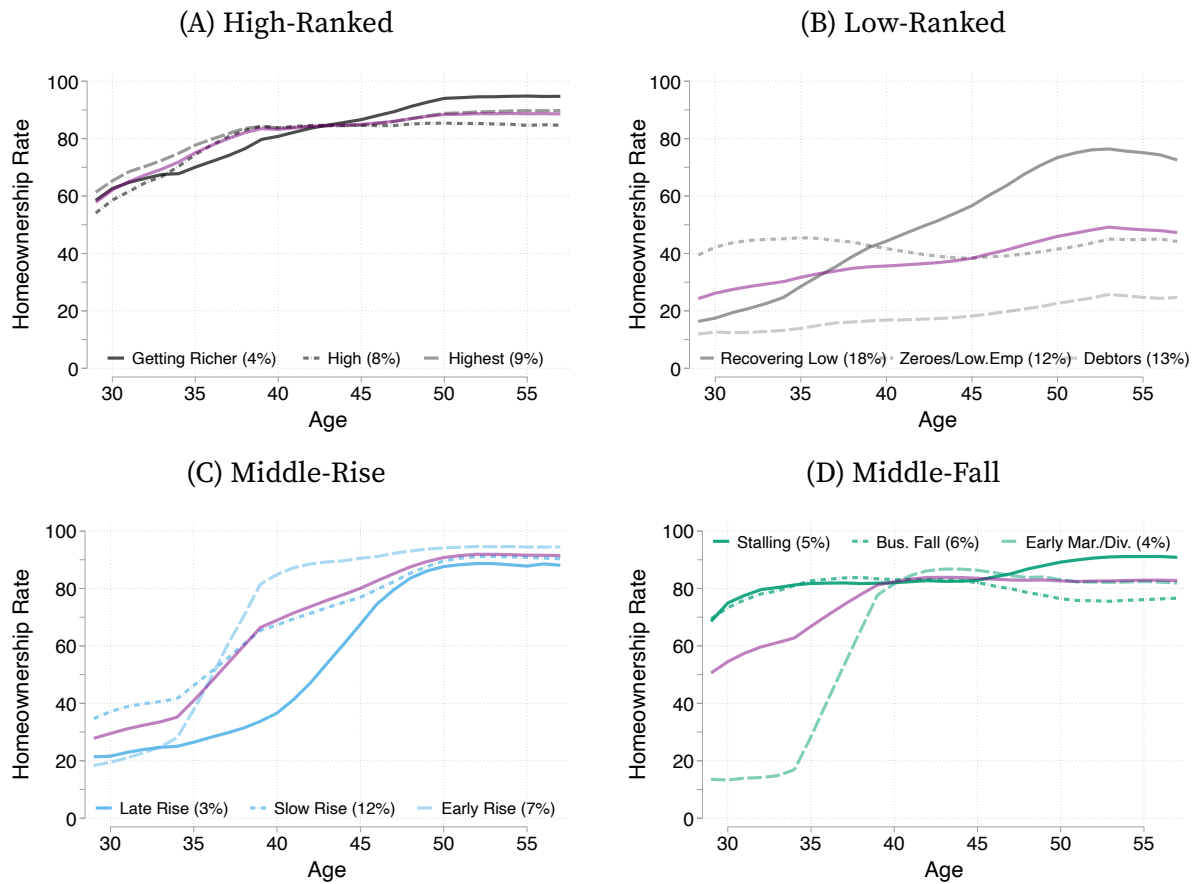 (A) High-Ranked
Homeownership Rate
100
80
60
40
20
0
Getting Richer (4%) High (8%) Highest (9%)
30 35 40 45 50 55
Age
(B) Low-Ranked
Homeownership Rate
100
80
60
40
20
0
Recovering Low (18%) Zeroes/Low.Emp (12%) Debtors (13%)
30 35 40 45 50 55
Age
(C) Middle-Rise
Homeownership Rate
100
80
60
40
20
0
Late Rise (3%) Slow Rise (12%) Early Rise (7%)
30 35 40 45 50 55
Age
(D) Middle-Fall
Homeownership Rate
100
80
60
40
20
0
Stalling (5%) Bus. Fall (6%) Early Mar./Div. (4%)
30 35 40 45 50 55
Age